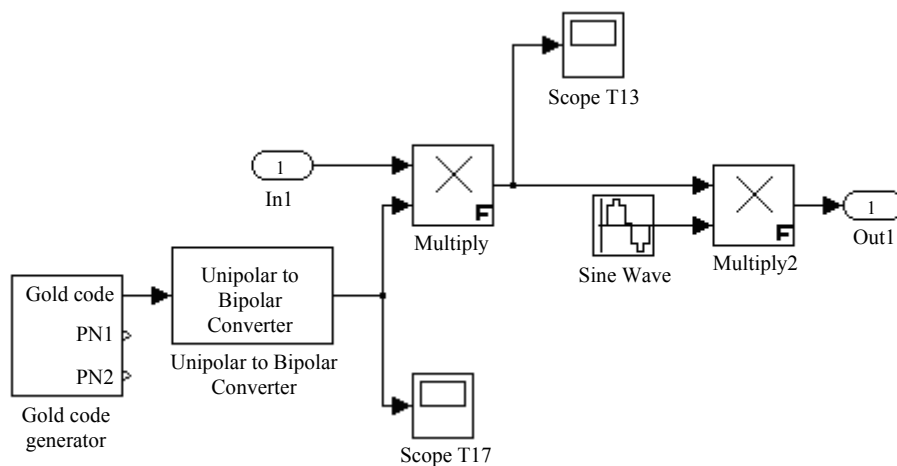 Scope T13
1
In1
Multiply
F
Sine Wave
Multiply2
F
1
Out1
Gold code
PN1
PN2
Gold code
generator
Unipolar to
Bipolar
Converter
Unipolar to Bipolar
Converter
Scope T17